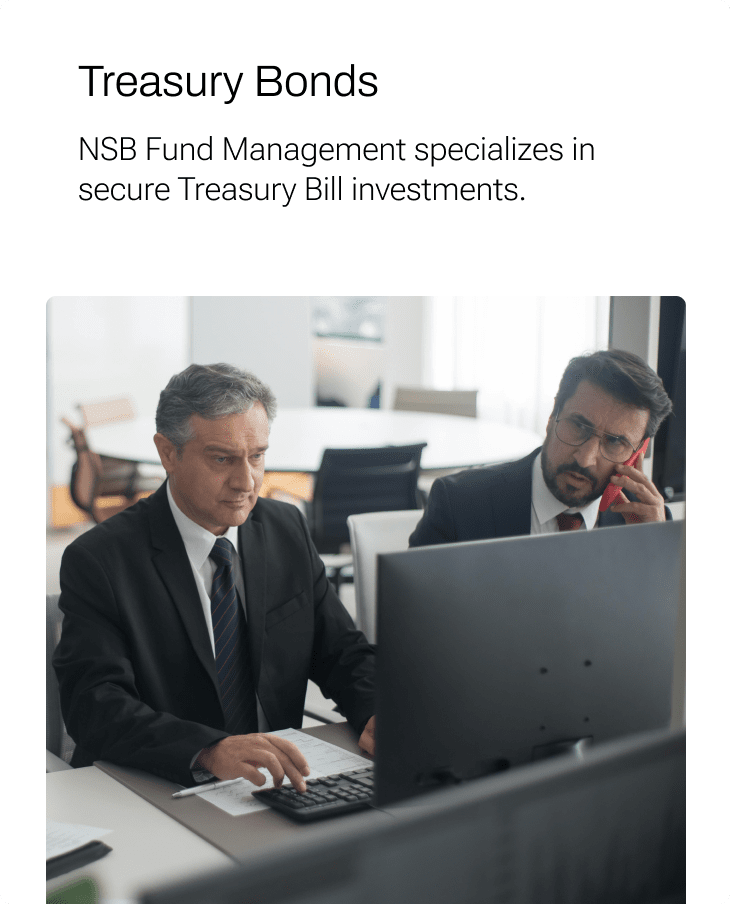 Treasury Bonds
NSB Fund Management specializes in
secure Treasury Bill investments.